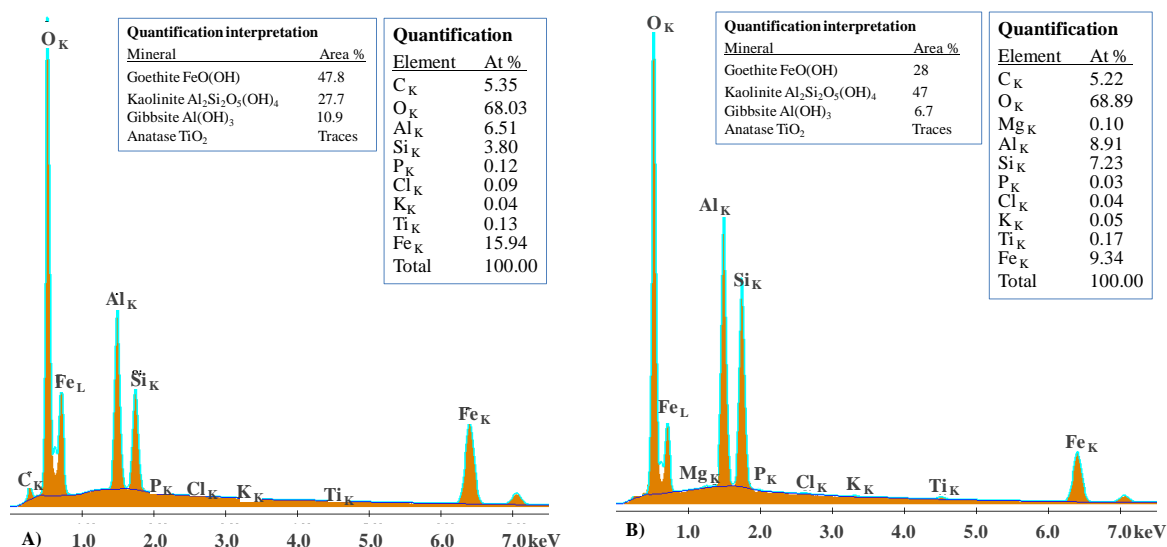 O K
Quantification interpretation
Mineral Area %
Goethite FeO(OH) 47.8
Kaolinite Al2Si2O5(OH)4 27.7
Gibbsite Al(OH)3 10.9
Anatase TiO2 Traces
Quantification
Element At %
C K 5.35
O K 68.03
Al K 6.51
Si K 3.80
P K 0.12
Cl K 0.09
K K 0.04
Ti K 0.13
Fe K 15.94
Total 100.00
Al K
Fe L
Si K
Fe K
C K
P K
Cl K
K K
Ti K
A) 1.0 2.0 3.0 4.0 5.0 6.0 7.0
O K
Quantification interpretation
Mineral Area %
Goethite FeO(OH) 28
Kaolinite Al2Si2O5(OH)4 47
Gibbsite Al(OH)3 6.7
Anatase TiO2 Traces
Quantification
Element At %
C K 5.22
O K 68.89
Mg K 0.10
Al K 8.91
Si K 7.23
P K 0.03
Cl K 0.04
K K 0.05
Ti K 0.17
Fe K 9.34
Total 100.00
Al K
Si K
Fe L
Fe K
Mg K
P K
Cl K
K K
Ti K
B) 1.0 2.0 3.0 4.0 5.0 6.0 7.0 keV